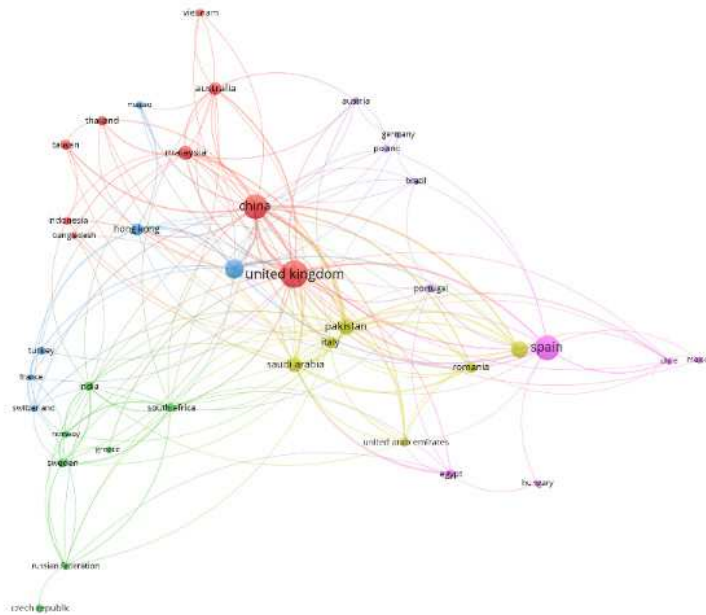 vietnam
australia
macao
austria
thailand
germany
taiwan
malaysia
poland
brazil
china
indonesia
hong kong
bangladesh
united kingdom
portugal
pakistan
italy
spain
turkey
saudi arabia
romania
chile
france
india
switzerland
south africa
norway
greece
united arab emirates
sweden
egypt
hungary
russian federation
czech republic